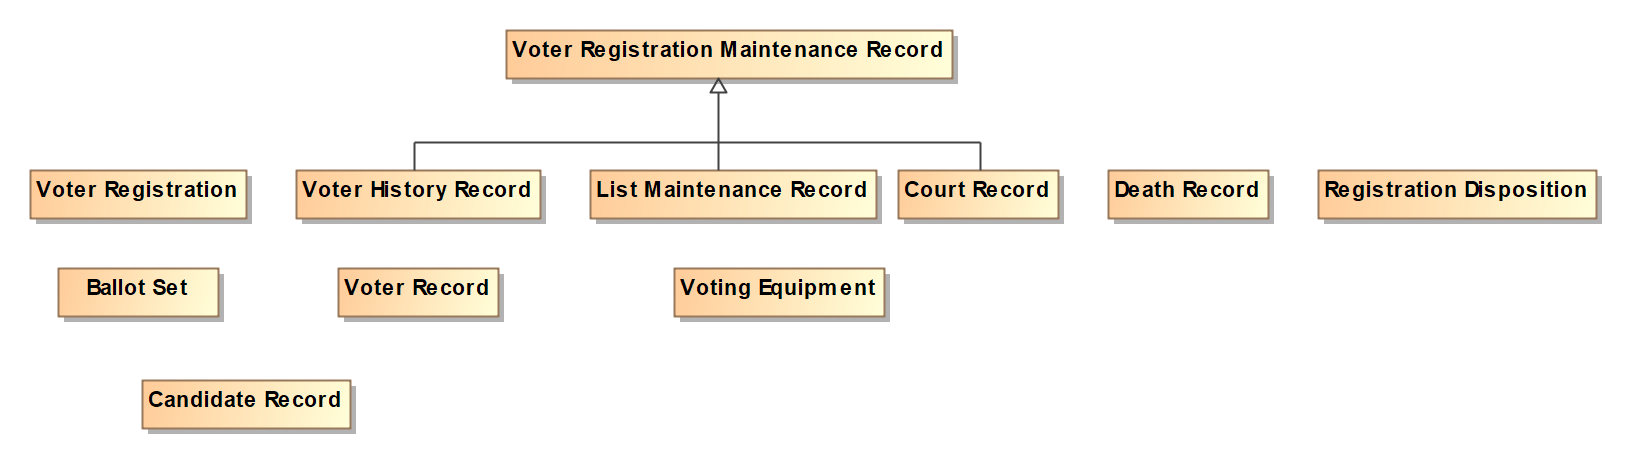 Voter Registration Maintenance Record
Voter Registration
Voter History Record
List Maintenance Record
Court Record
Death Record
Registration Disposition
Ballot Set
Voter Record
Voting Equipment
Candidate Record